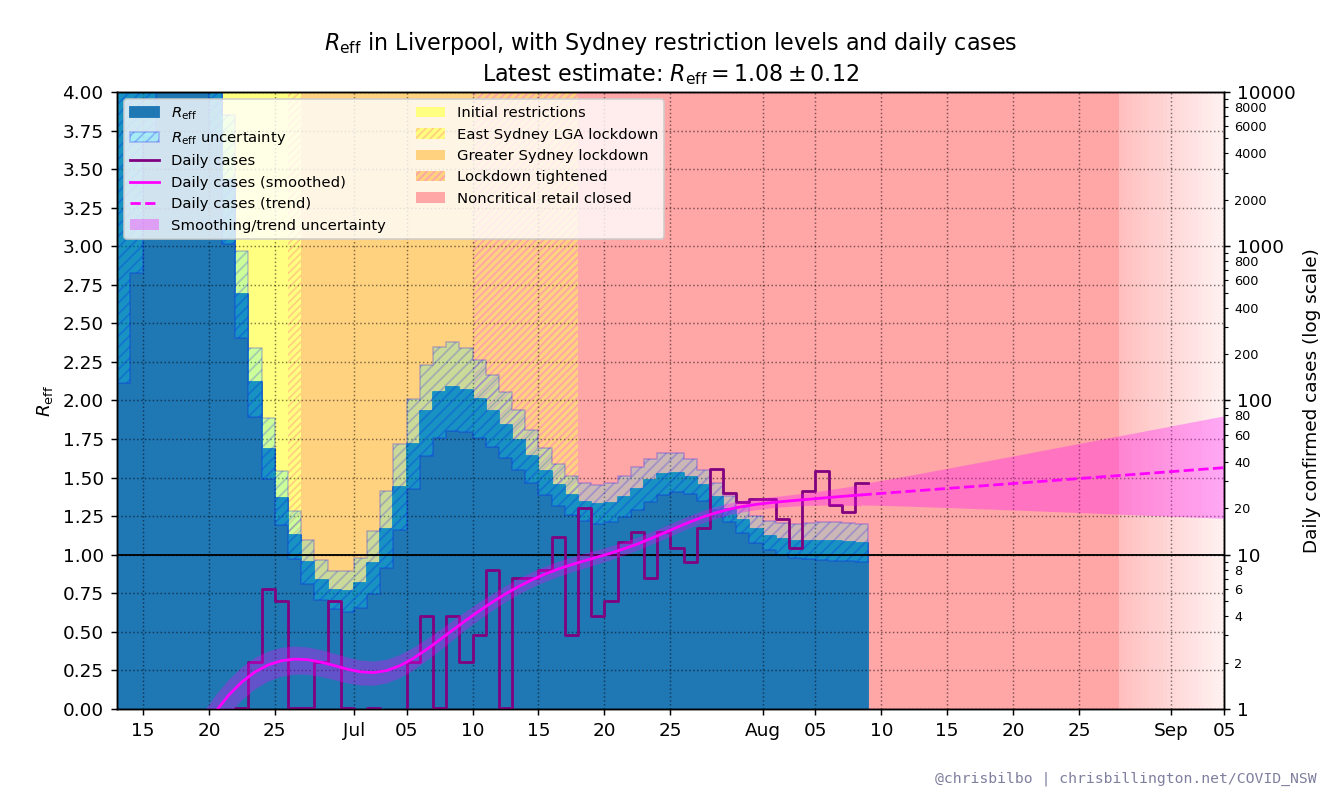 Reff in Liverpool, with Sydney restriction levels and daily cases
Latest estimate: Reff = 1.08 ± 0.12
Reff
Reff uncertainty
Daily cases
Daily cases (smoothed)
Daily cases (trend)
Smoothing/trend uncertainty
Initial restrictions
East Sydney LGA lockdown
Greater Sydney lockdown
Lockdown tightened
Noncritical retail closed
Reff
4.00
3.75
3.50
3.25
3.00
2.75
2.50
2.25
2.00
1.75
1.50
1.25
1.00
0.75
0.50
0.25
0.00
10000
8000
6000
4000
2000
1000
800
600
400
200
100
80
60
40
20
10
8
6
4
2
1
Daily confirmed cases (log scale)
15 20 25 Jul 05 10 15 20 25 Aug 05 10 15 20 25 Sep 05
@chrisbilbo | chrisbillington.net/COVID_NSW